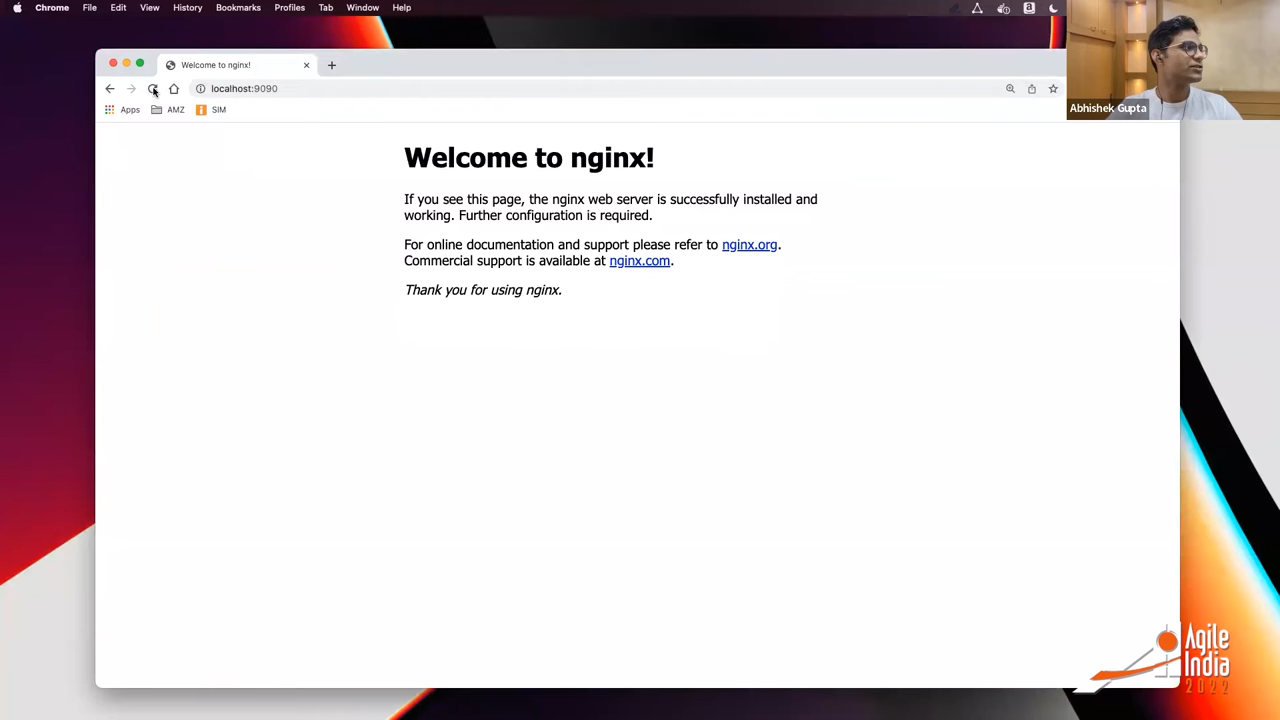 Chrome File Edit View History Bookmarks Profiles Tab Window Help
Welcome to nginx!
localhost:9090
Apps AMZ SIM
Abhishek Gupta
Welcome to nginx!
If you see this page, the nginx web server is successfully installed and
working. Further configuration is required.
For online documentation and support please refer to nginx.org.
Commercial support is available at nginx.com.
Thank you for using nginx.
Agile
India
2022